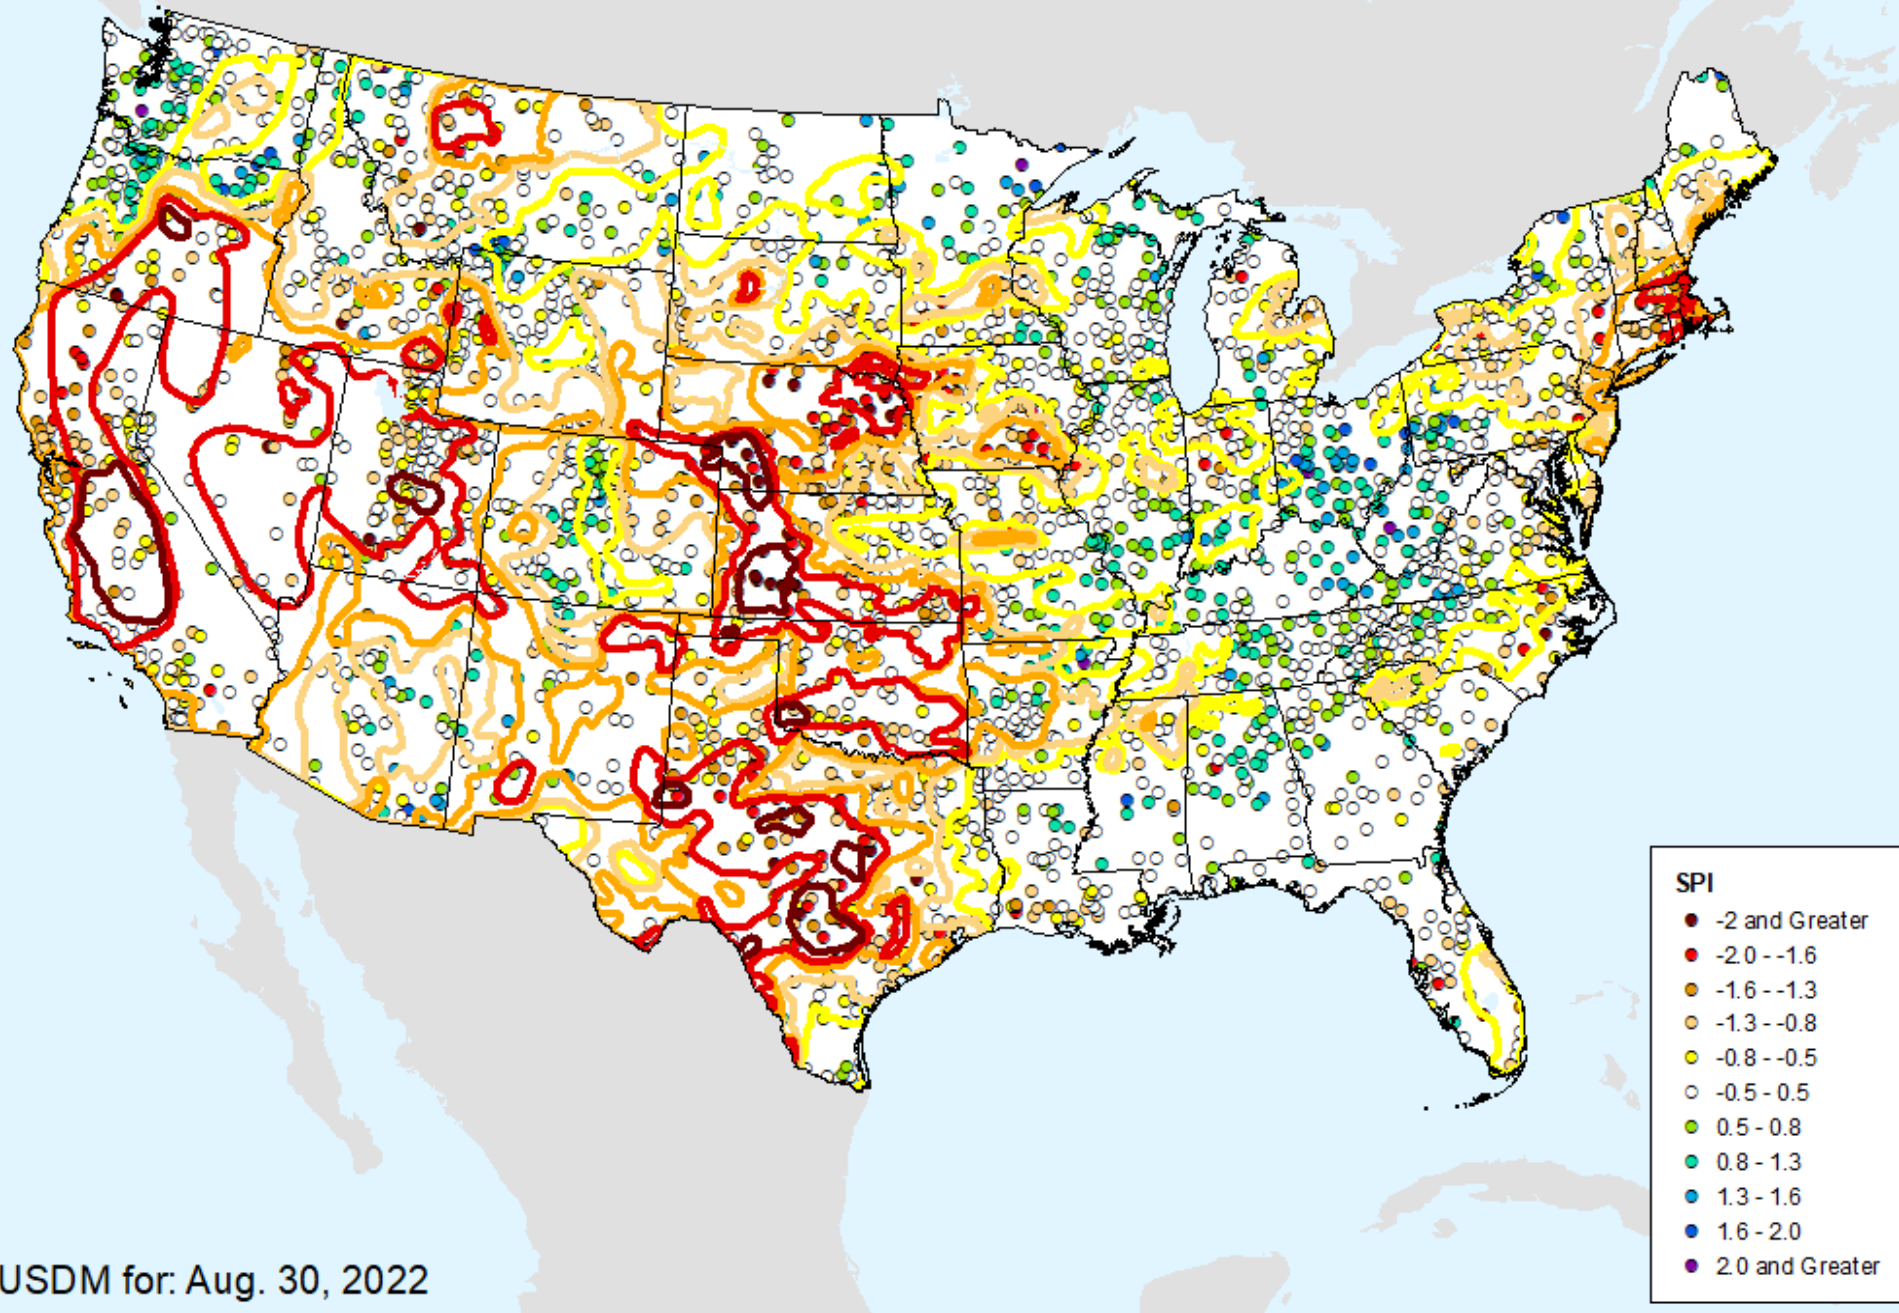 SPI
-2 and Greater
-2.0 - -1.6
-1.6 - -1.3
-1.3 - -0.8
-0.8 - -0.5
-0.5 - 0.5
0.5 - 0.8
0.8 - 1.3
1.3 - 1.6
1.6 - 2.0
2.0 and Greater
USDM for: Aug. 30, 2022